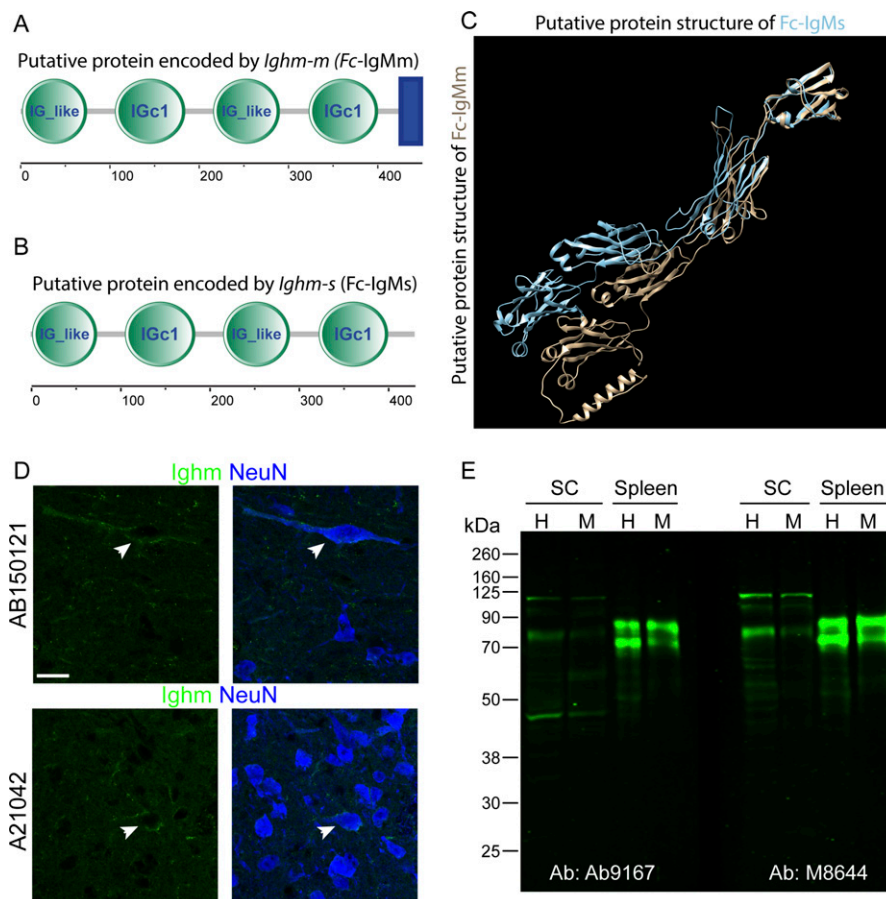 A
Putative protein encoded by Ighm-m (Fc-IgMm)
IG_like IGc1 IG_like IGc1
0 100 200 300 400
B
Putative protein encoded by Ighm-s (Fc-IgMs)
IG_like IGc1 IG_like IGc1
0 100 200 300 400
C
Putative protein structure of Fc-IgMs
Putative protein structure of Fc-IgMm
D
Ighm NeuN
AB150121
Ighm NeuN
A21042
E
SC Spleen SC Spleen
kDa H M H M H M H M
260
160
125
90
70
50
38
30
25
Ab: Ab9167 Ab: M8644